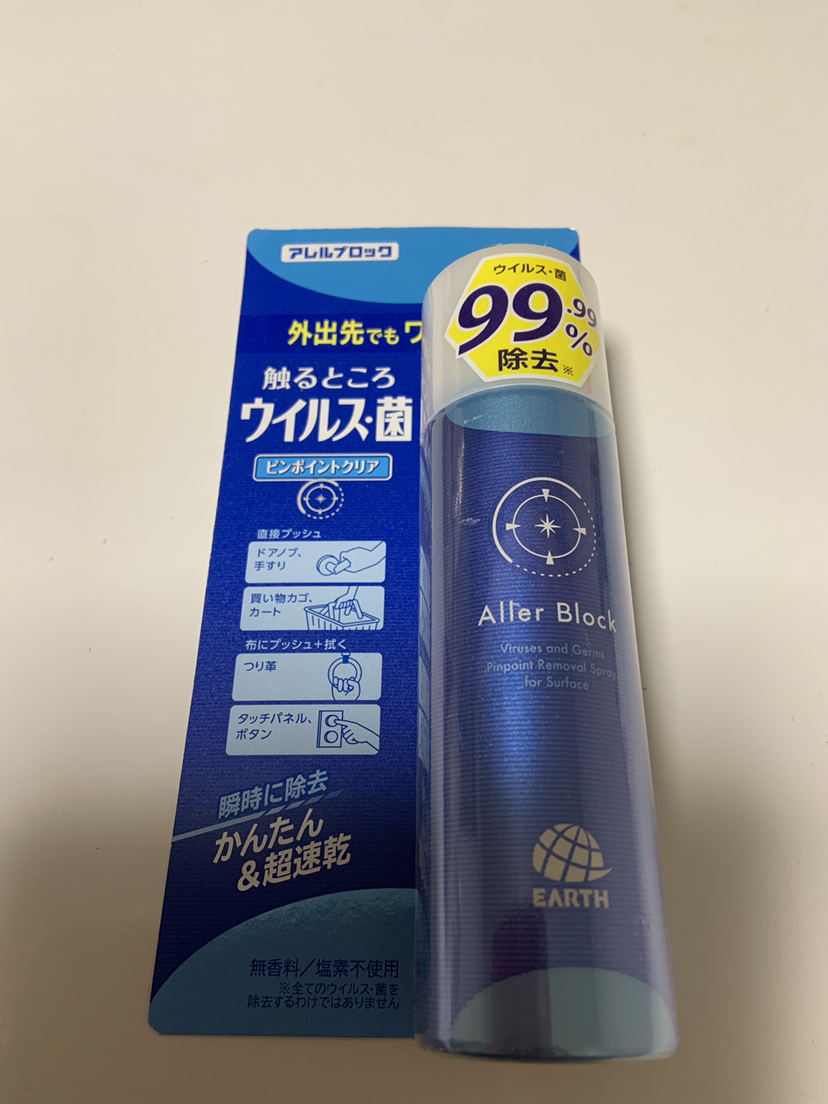 アレルブロック
外出先でもワ
触るところ
ウイルス・菌
ピンポイントクリア
直接プッシュ
ドアノブ、
手すり
買い物カゴ、
カート
布にプッシュ+拭く
つり革
タッチパネル、
ボタン
瞬時に除去
かんたん
&超速乾
無香料/塩素不使用
※全てのウイルス・菌を
除去するわけではありません
ウイルス・菌
99.99%
除去※
Aller Block
Viruses and Germs
Pinpoint Removal Spray
for Surface
EARTH